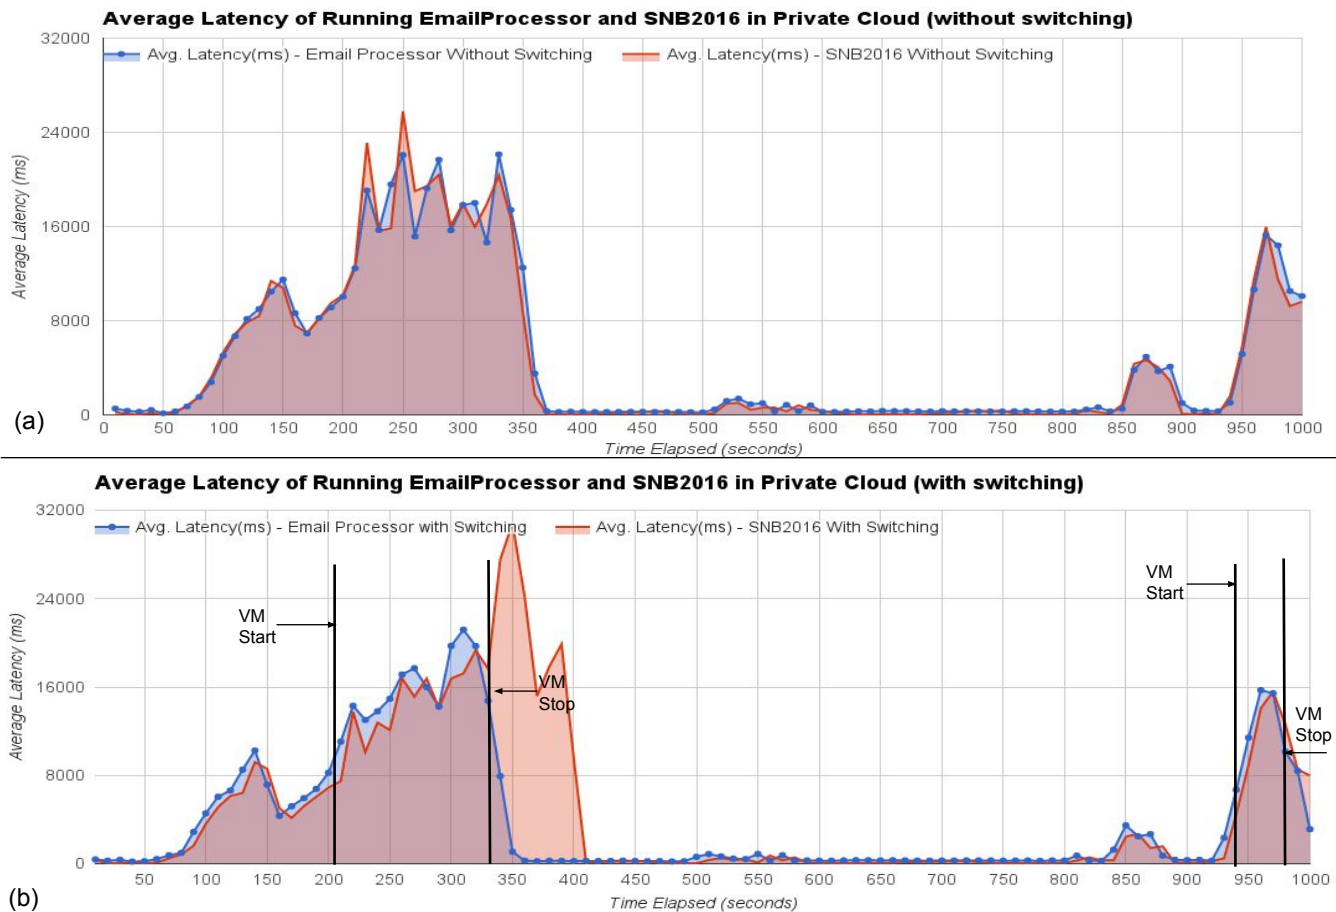 Average Latency of Running EmailProcessor and SNB2016 in Private Cloud (without switching)
32000
Avg. Latency(ms) - Email Processor Without Switching
Avg. Latency(ms) - SNB2016 Without Switching
24000
16000
8000
0
Average Latency (ms)
0 50 100 150 200 250 300 350 400 450 500 550 600 650 700 750 800 850 900 950 1000
Time Elapsed (seconds)
(a)
Average Latency of Running EmailProcessor and SNB2016 in Private Cloud (with switching)
32000
Avg. Latency(ms) - Email Processor with Switching
Avg. Latency(ms) - SNB2016 With Switching
24000
16000
8000
0
Average Latency (ms)
VM
Start
VM
Stop
VM
Start
VM
Stop
50 100 150 200 250 300 350 400 450 500 550 600 650 700 750 800 850 900 950 1000
Time Elapsed (seconds)
(b)